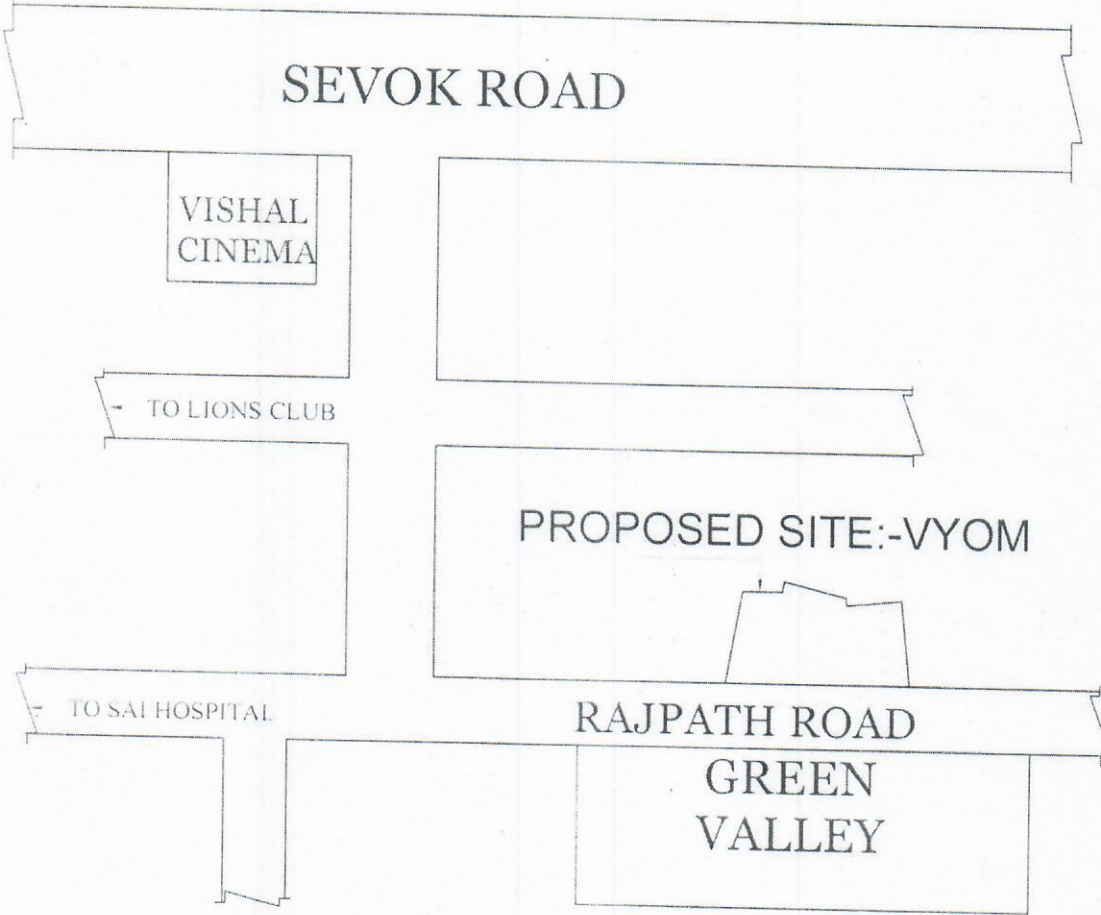 SEVOK ROAD
VISHAL
CINEMA
TO LIONS CLUB
PROPOSED SITE:-VYOM
TO SAI HOSPITAL
RAJPATH ROAD
GREEN
VALLEY